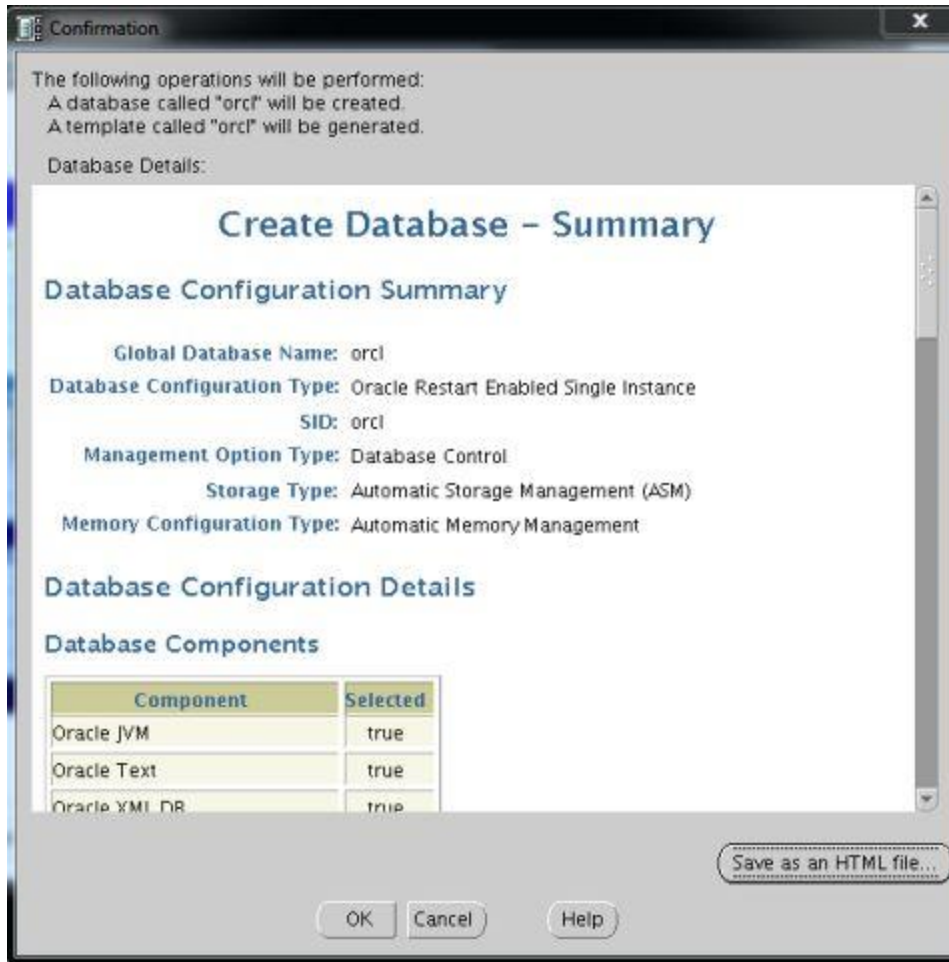 Confirmation
The following operations will be performed:
A database called "orcl" will be created.
A template called "orcl" will be generated.
Database Details:
Create Database – Summary
Database Configuration Summary
Global Database Name: orcl
Database Configuration Type: Oracle Restart Enabled Single Instance
SID: orcl
Management Option Type: Database Control
Storage Type: Automatic Storage Management (ASM)
Memory Configuration Type: Automatic Memory Management
Database Configuration Details
Database Components
Component Selected
Oracle JVM true
Oracle Text true
Oracle XML DB true
Save as an HTML file...
OK Cancel Help